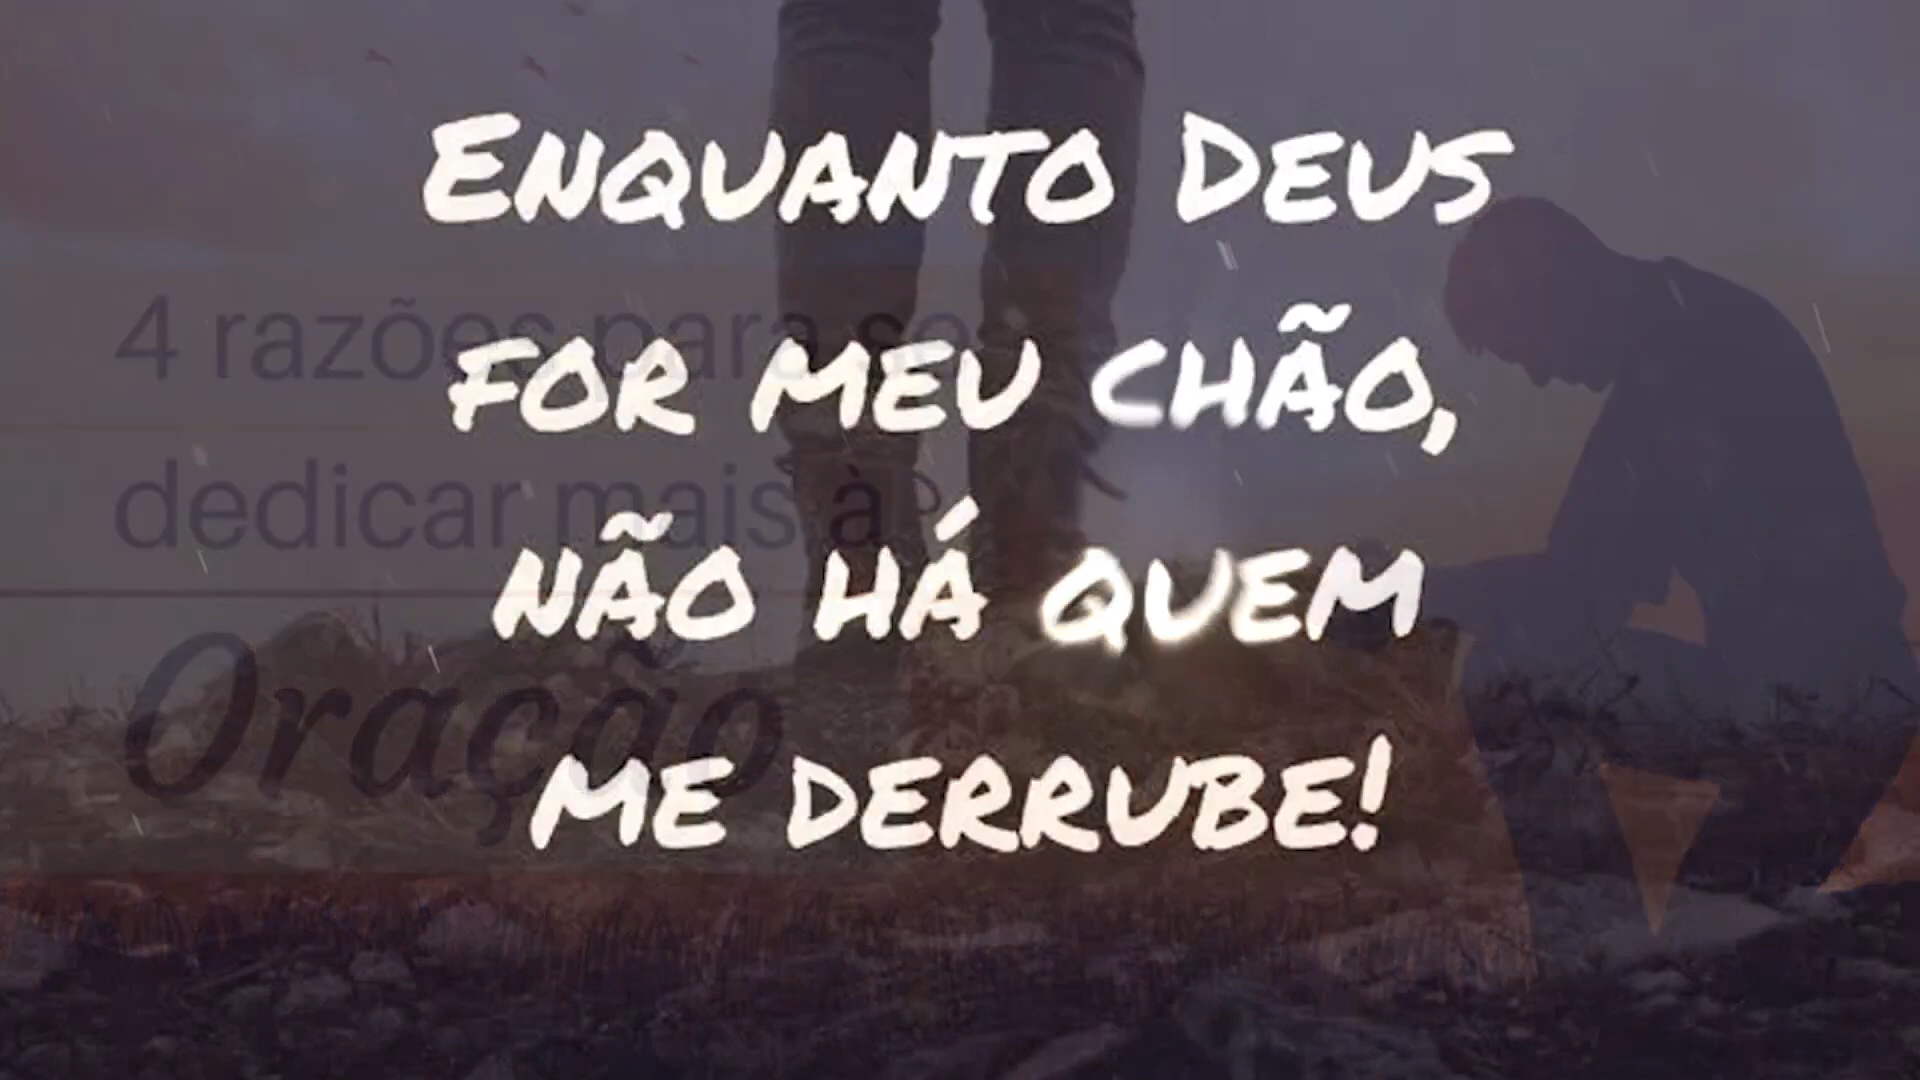 Enquanto Deus
for meu chão,
não há quem
me derrube!
4 razões para se
dedicar mais à?
Oração